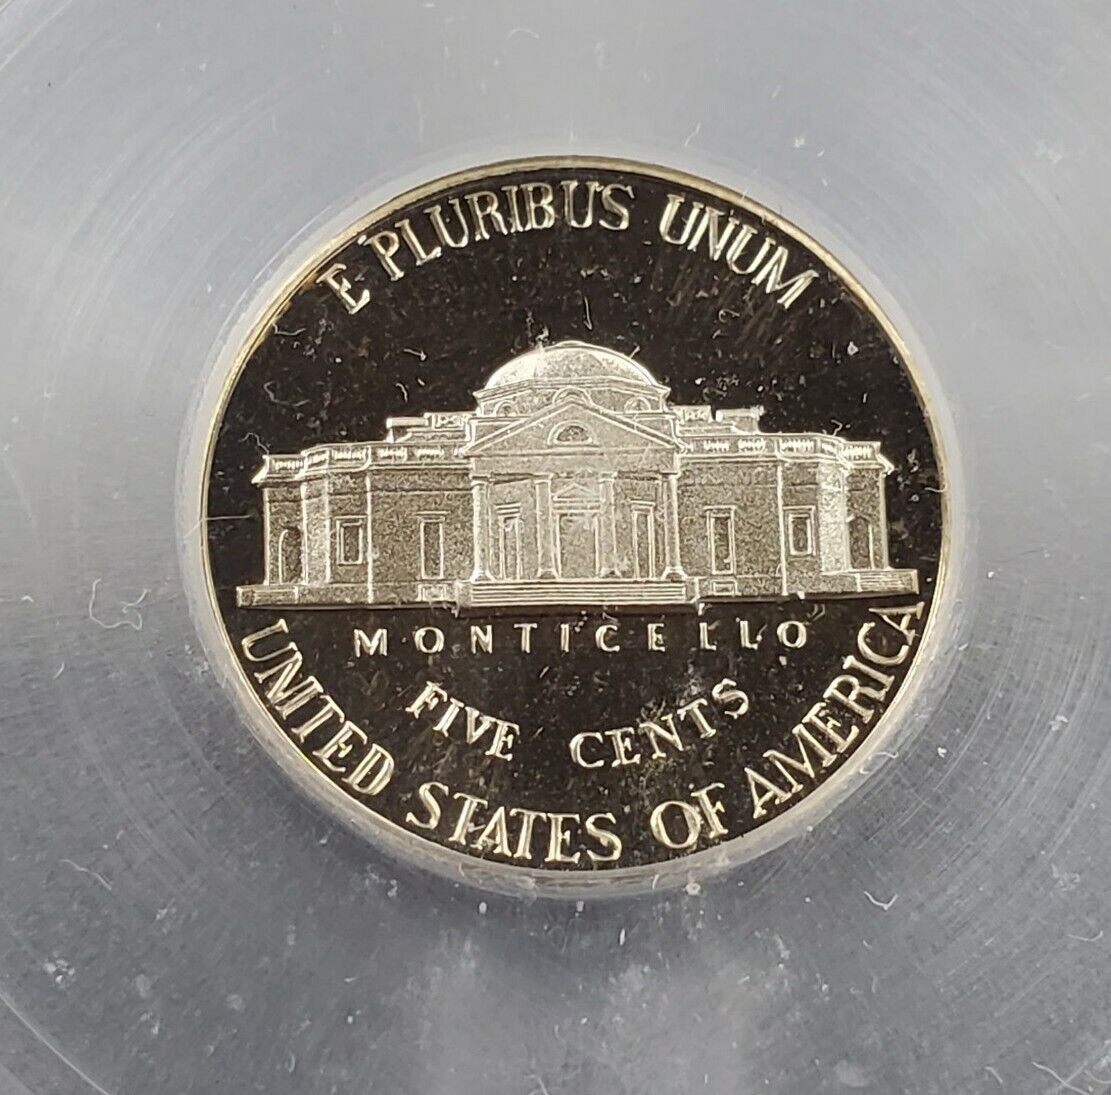 E PLURIBUS UNUM
MONTICELLO
FIVE CENTS
UNITED STATES OF AMERICA